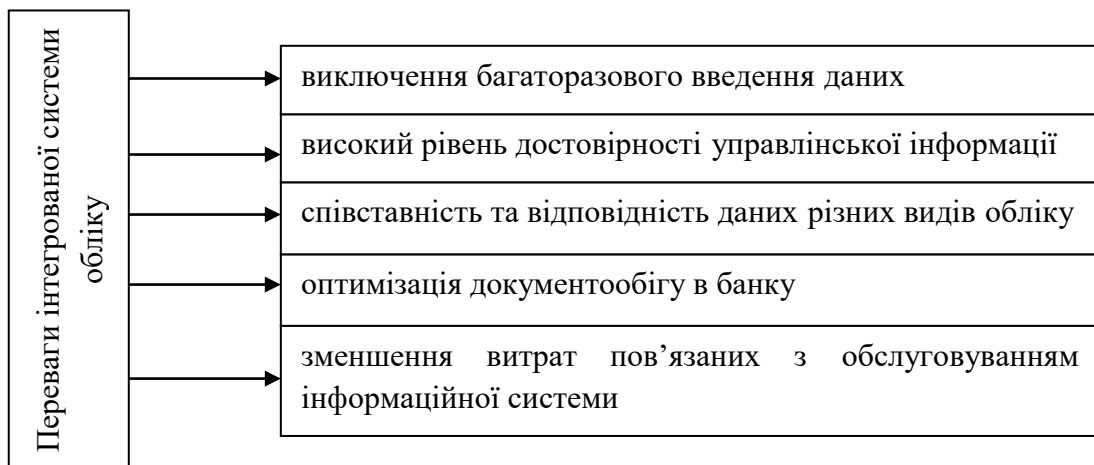 Переваги інтегрованої системи
обліку
виключення багаторазового введення даних
високий рівень достовірності управлінської інформації
співставність та відповідність даних різних видів обліку
оптимізація документообігу в банку
зменшення витрат пов’язаних з обслуговуванням
інформаційної системи